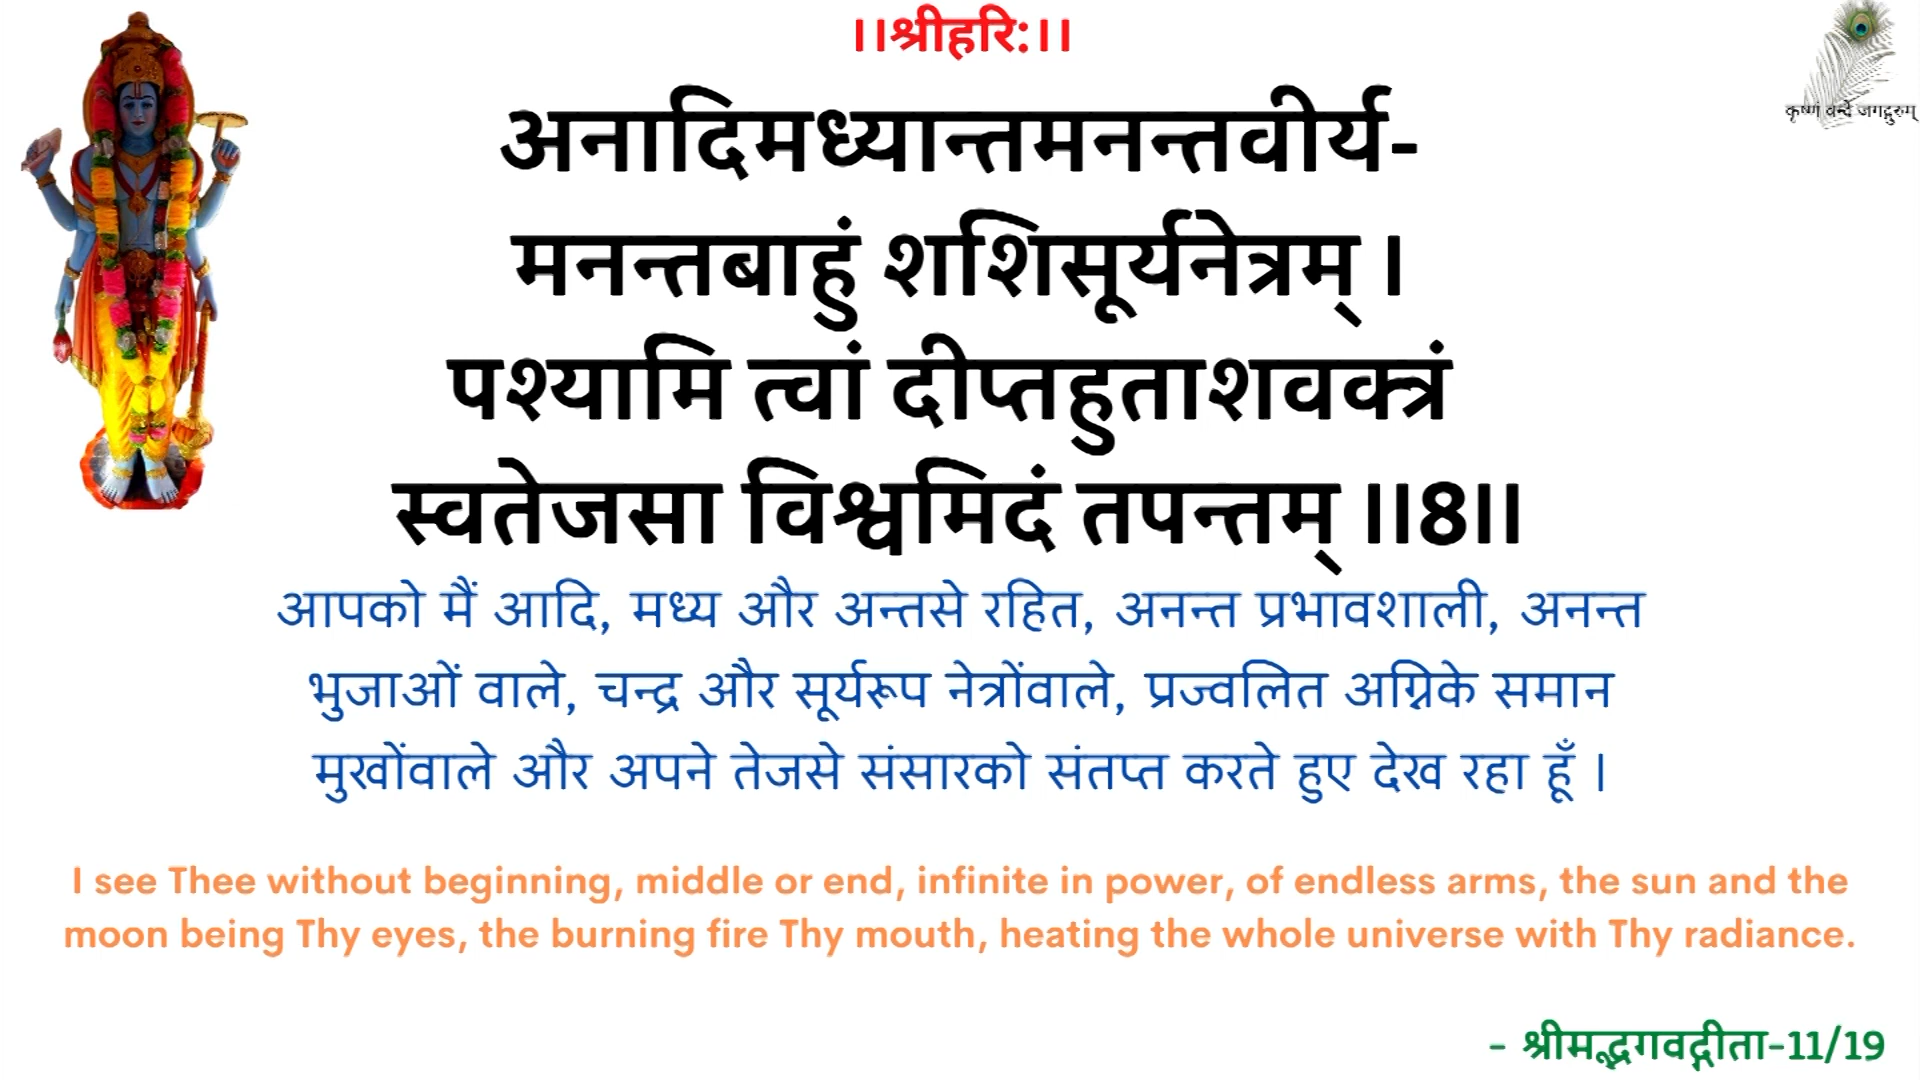 ।।श्रीहरि:।।
कृष्णं वन्दे जगद्गुरुम्
अनादिमध्यान्तमनन्तवीर्य-
मनन्तबाहुं शशिसूर्यनेत्रम् ।
पश्यामि त्वां दीप्तहुताशवक्त्रं
स्वतेजसा विश्वमिदं तपन्तम् ।।8।।
आपको मैं आदि, मध्य और अन्तसे रहित, अनन्त प्रभावशाली, अनन्त
भुजाओं वाले, चन्द्र और सूर्यरूप नेत्रोंवाले, प्रज्वलित अग्निके समान
मुखोंवाले और अपने तेजसे संसारको संतप्त करते हुए देख रहा हूँ ।
I see Thee without beginning, middle or end, infinite in power, of endless arms, the sun and the
moon being Thy eyes, the burning fire Thy mouth, heating the whole universe with Thy radiance.
- श्रीमद्भगवद्गीता-11/19